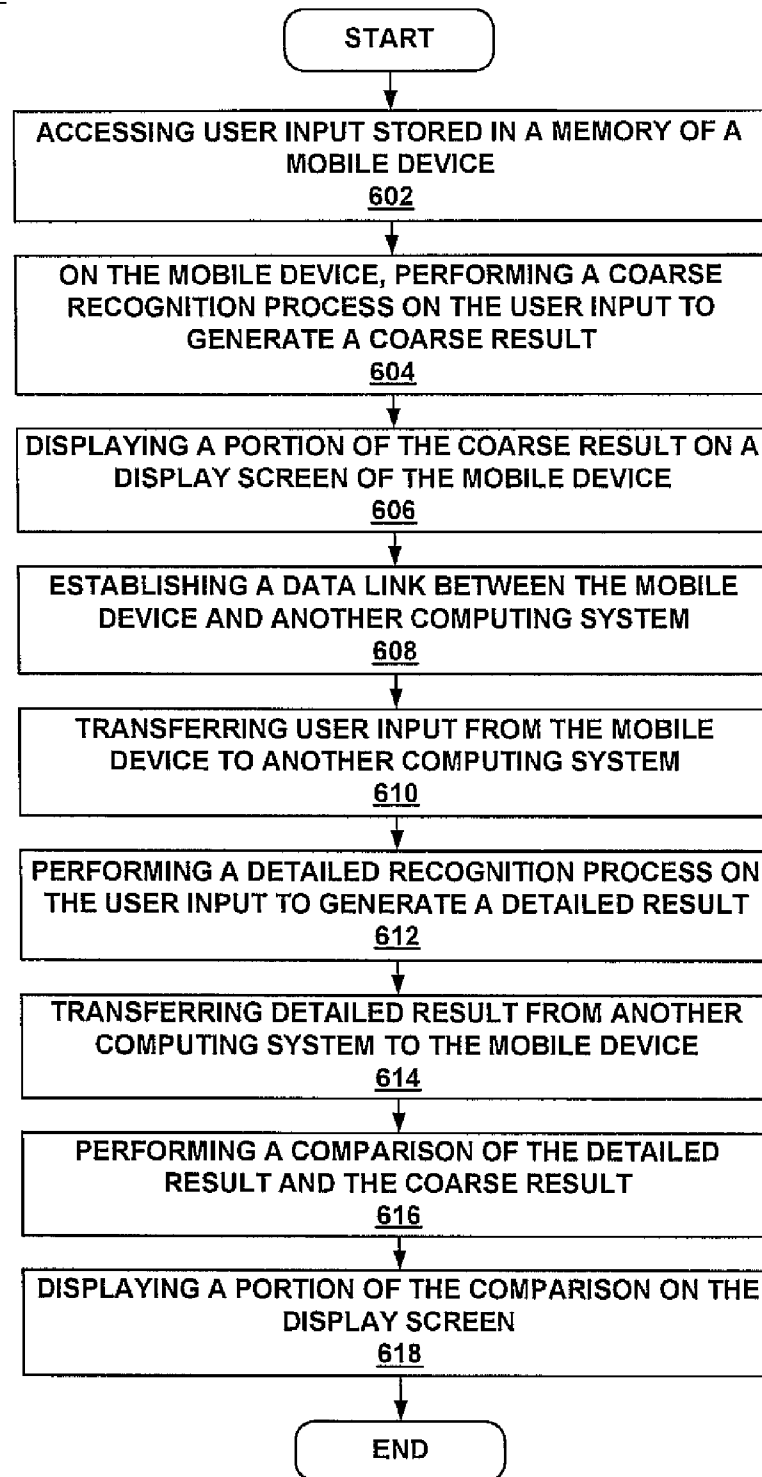 START
ACCESSING USER INPUT STORED IN A MEMORY OF A
MOBILE DEVICE
602
ON THE MOBILE DEVICE, PERFORMING A COARSE
RECOGNITION PROCESS ON THE USER INPUT TO
GENERATE A COARSE RESULT
604
DISPLAYING A PORTION OF THE COARSE RESULT ON A
DISPLAY SCREEN OF THE MOBILE DEVICE
606
ESTABLISHING A DATA LINK BETWEEN THE MOBILE
DEVICE AND ANOTHER COMPUTING SYSTEM
608
TRANSFERRING USER INPUT FROM THE MOBILE
DEVICE TO ANOTHER COMPUTING SYSTEM
610
PERFORMING A DETAILED RECOGNITION PROCESS ON
THE USER INPUT TO GENERATE A DETAILED RESULT
612
TRANSFERRING DETAILED RESULT FROM ANOTHER
COMPUTING SYSTEM TO THE MOBILE DEVICE
614
PERFORMING A COMPARISON OF THE DETAILED
RESULT AND THE COARSE RESULT
616
DISPLAYING A PORTION OF THE COMPARISON ON THE
DISPLAY SCREEN
618
END